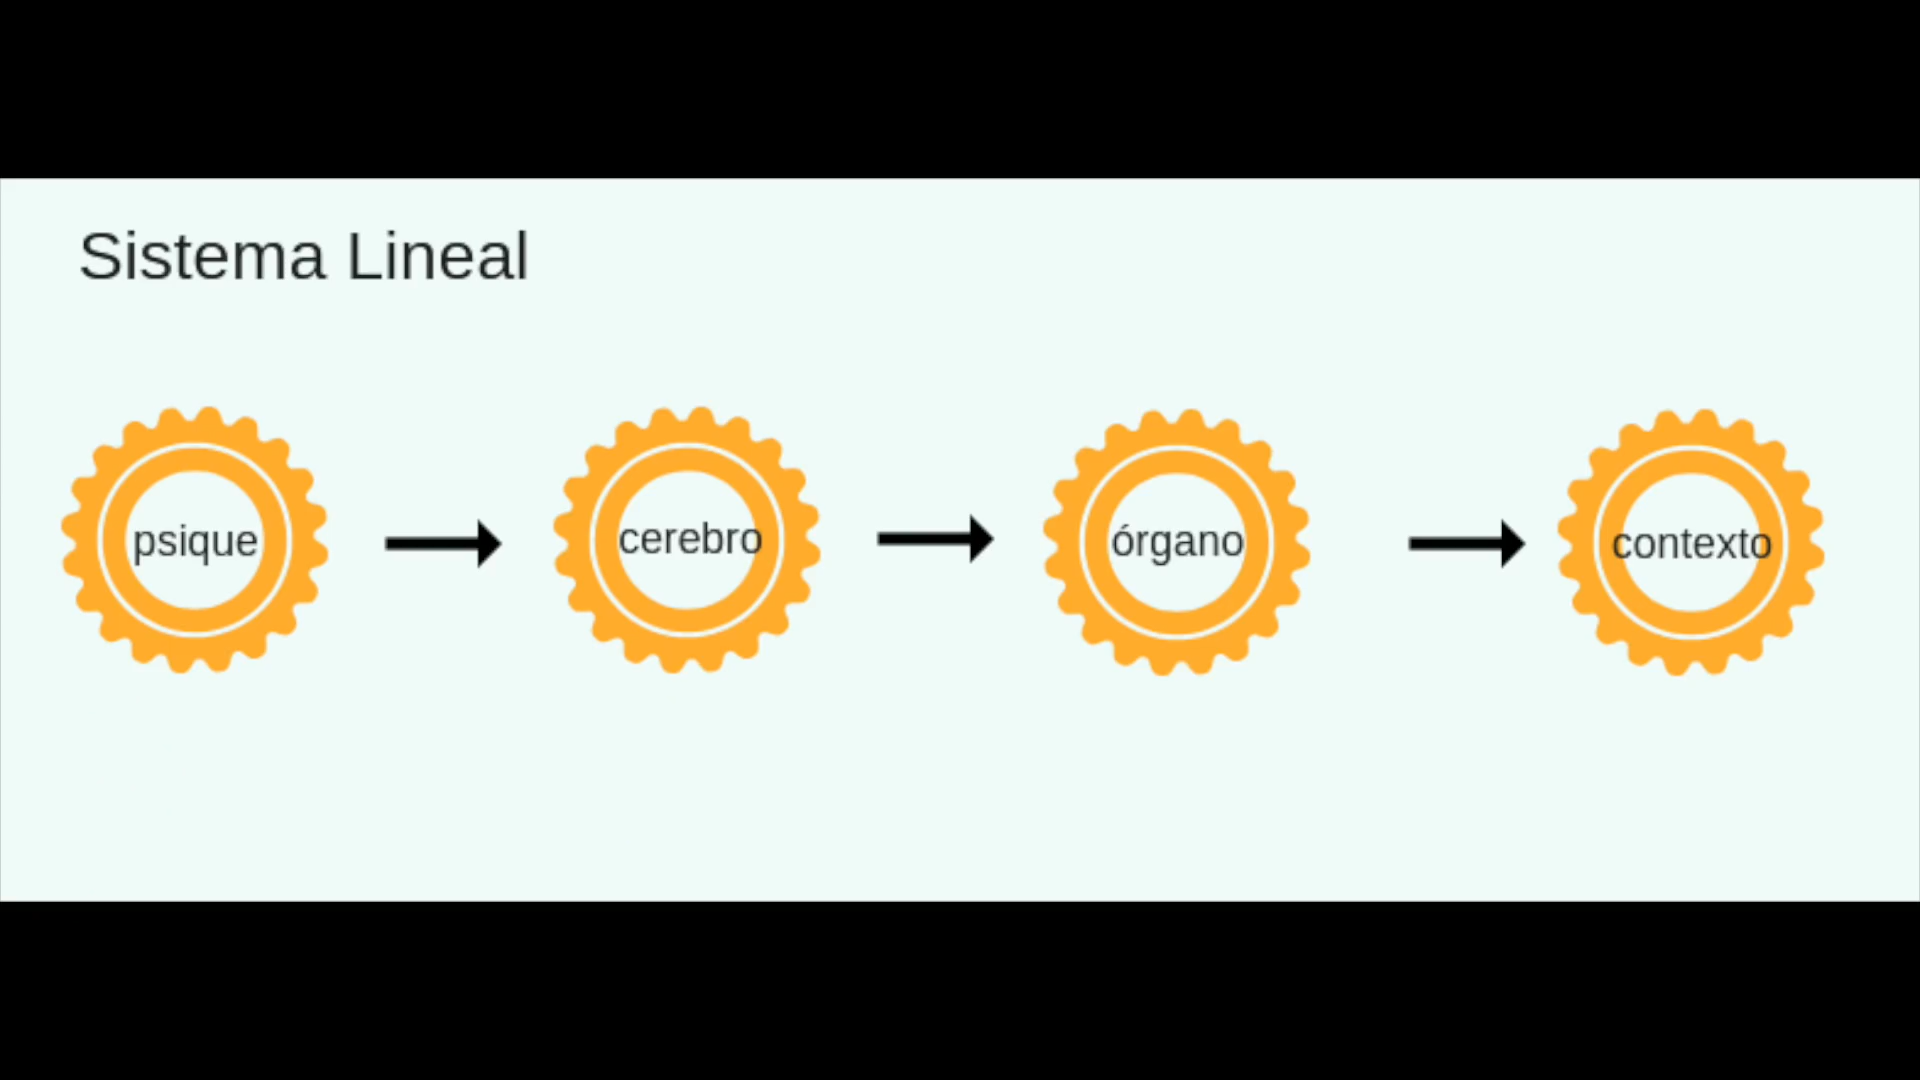 Sistema Lineal
psique
cerebro
órgano
contexto